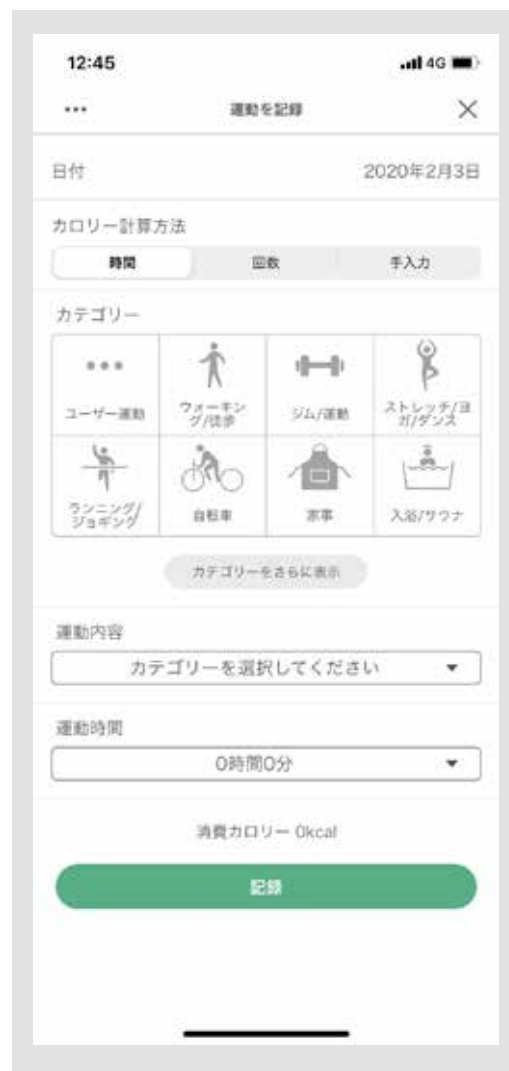 12:45
4G
運動を記録
日付
2020年2月3日
カロリー計算方法
時間
回数
手入力
カテゴリー
ユーザー運動
ウォーキン
グ/徒歩
ジム/運動
ストレッチ/ヨ
ガ/ダンス
ランニング/
ジョギング
自転車
家事
入浴/サウナ
カテゴリーをさらに表示
運動内容
カテゴリーを選択してください
運動時間
0時間0分
消費カロリー 0kcal
記録